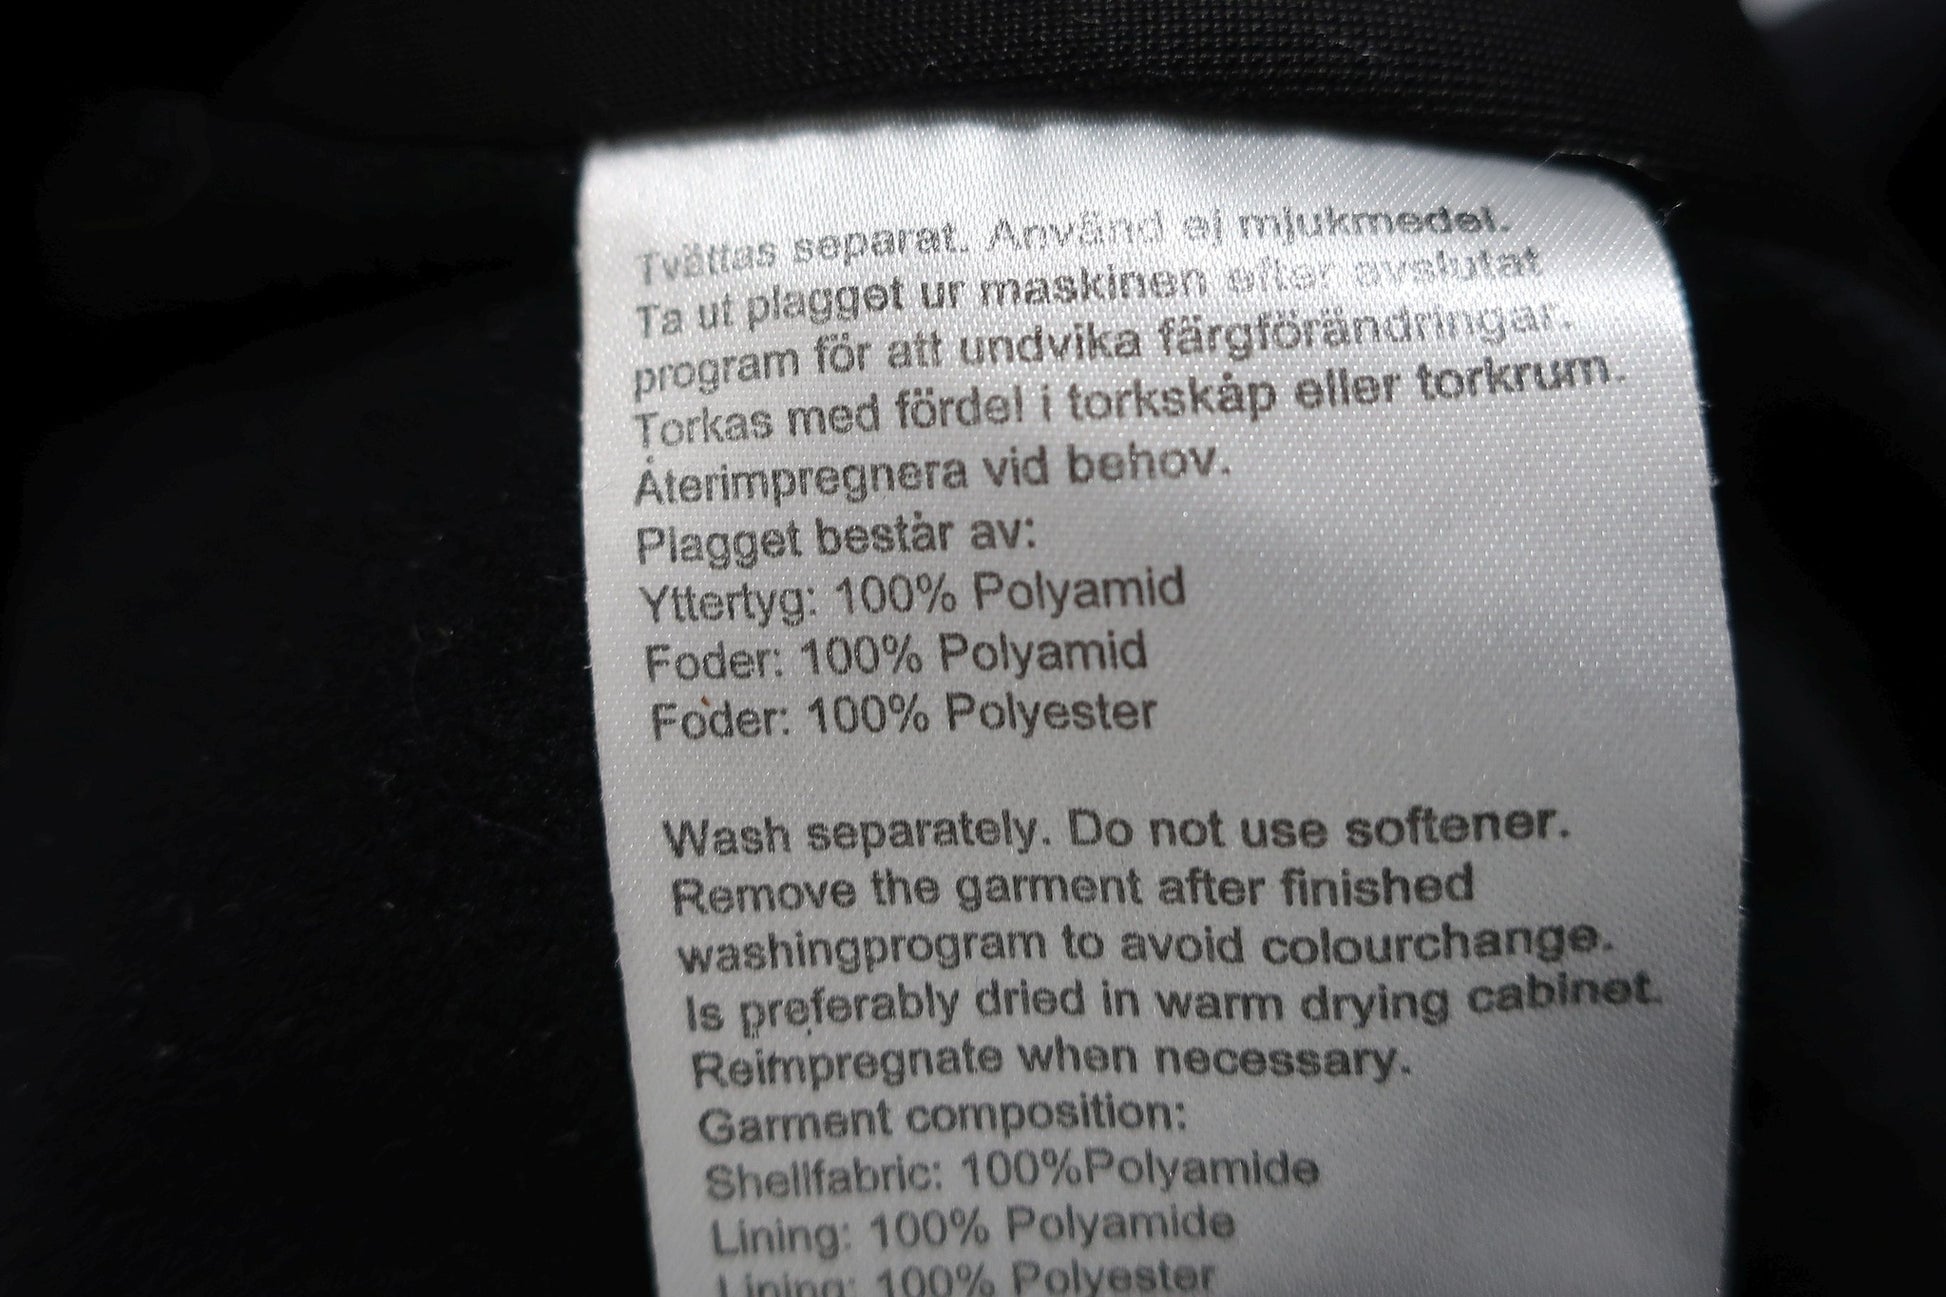 Tvättas separat. Använd ej mjukmedel.
Ta ut plagget ur maskinen efter avslutat
program för att undvika färgförändringar.
Torkas med fördel i torkskåp eller torkrum.
Återimpregnera vid behov.
Plagget består av:
Yttertyg: 100% Polyamid
Foder: 100% Polyamid
Foder: 100% Polyester
Wash separately. Do not use softener.
Remove the garment after finished
washingprogram to avoid colourchange.
Is preferably dried in warm drying cabinet.
Reimpregnate when necessary.
Garment composition:
Shellfabric: 100%Polyamide
Lining: 100% Polyamide
Lining: 100% Polyester